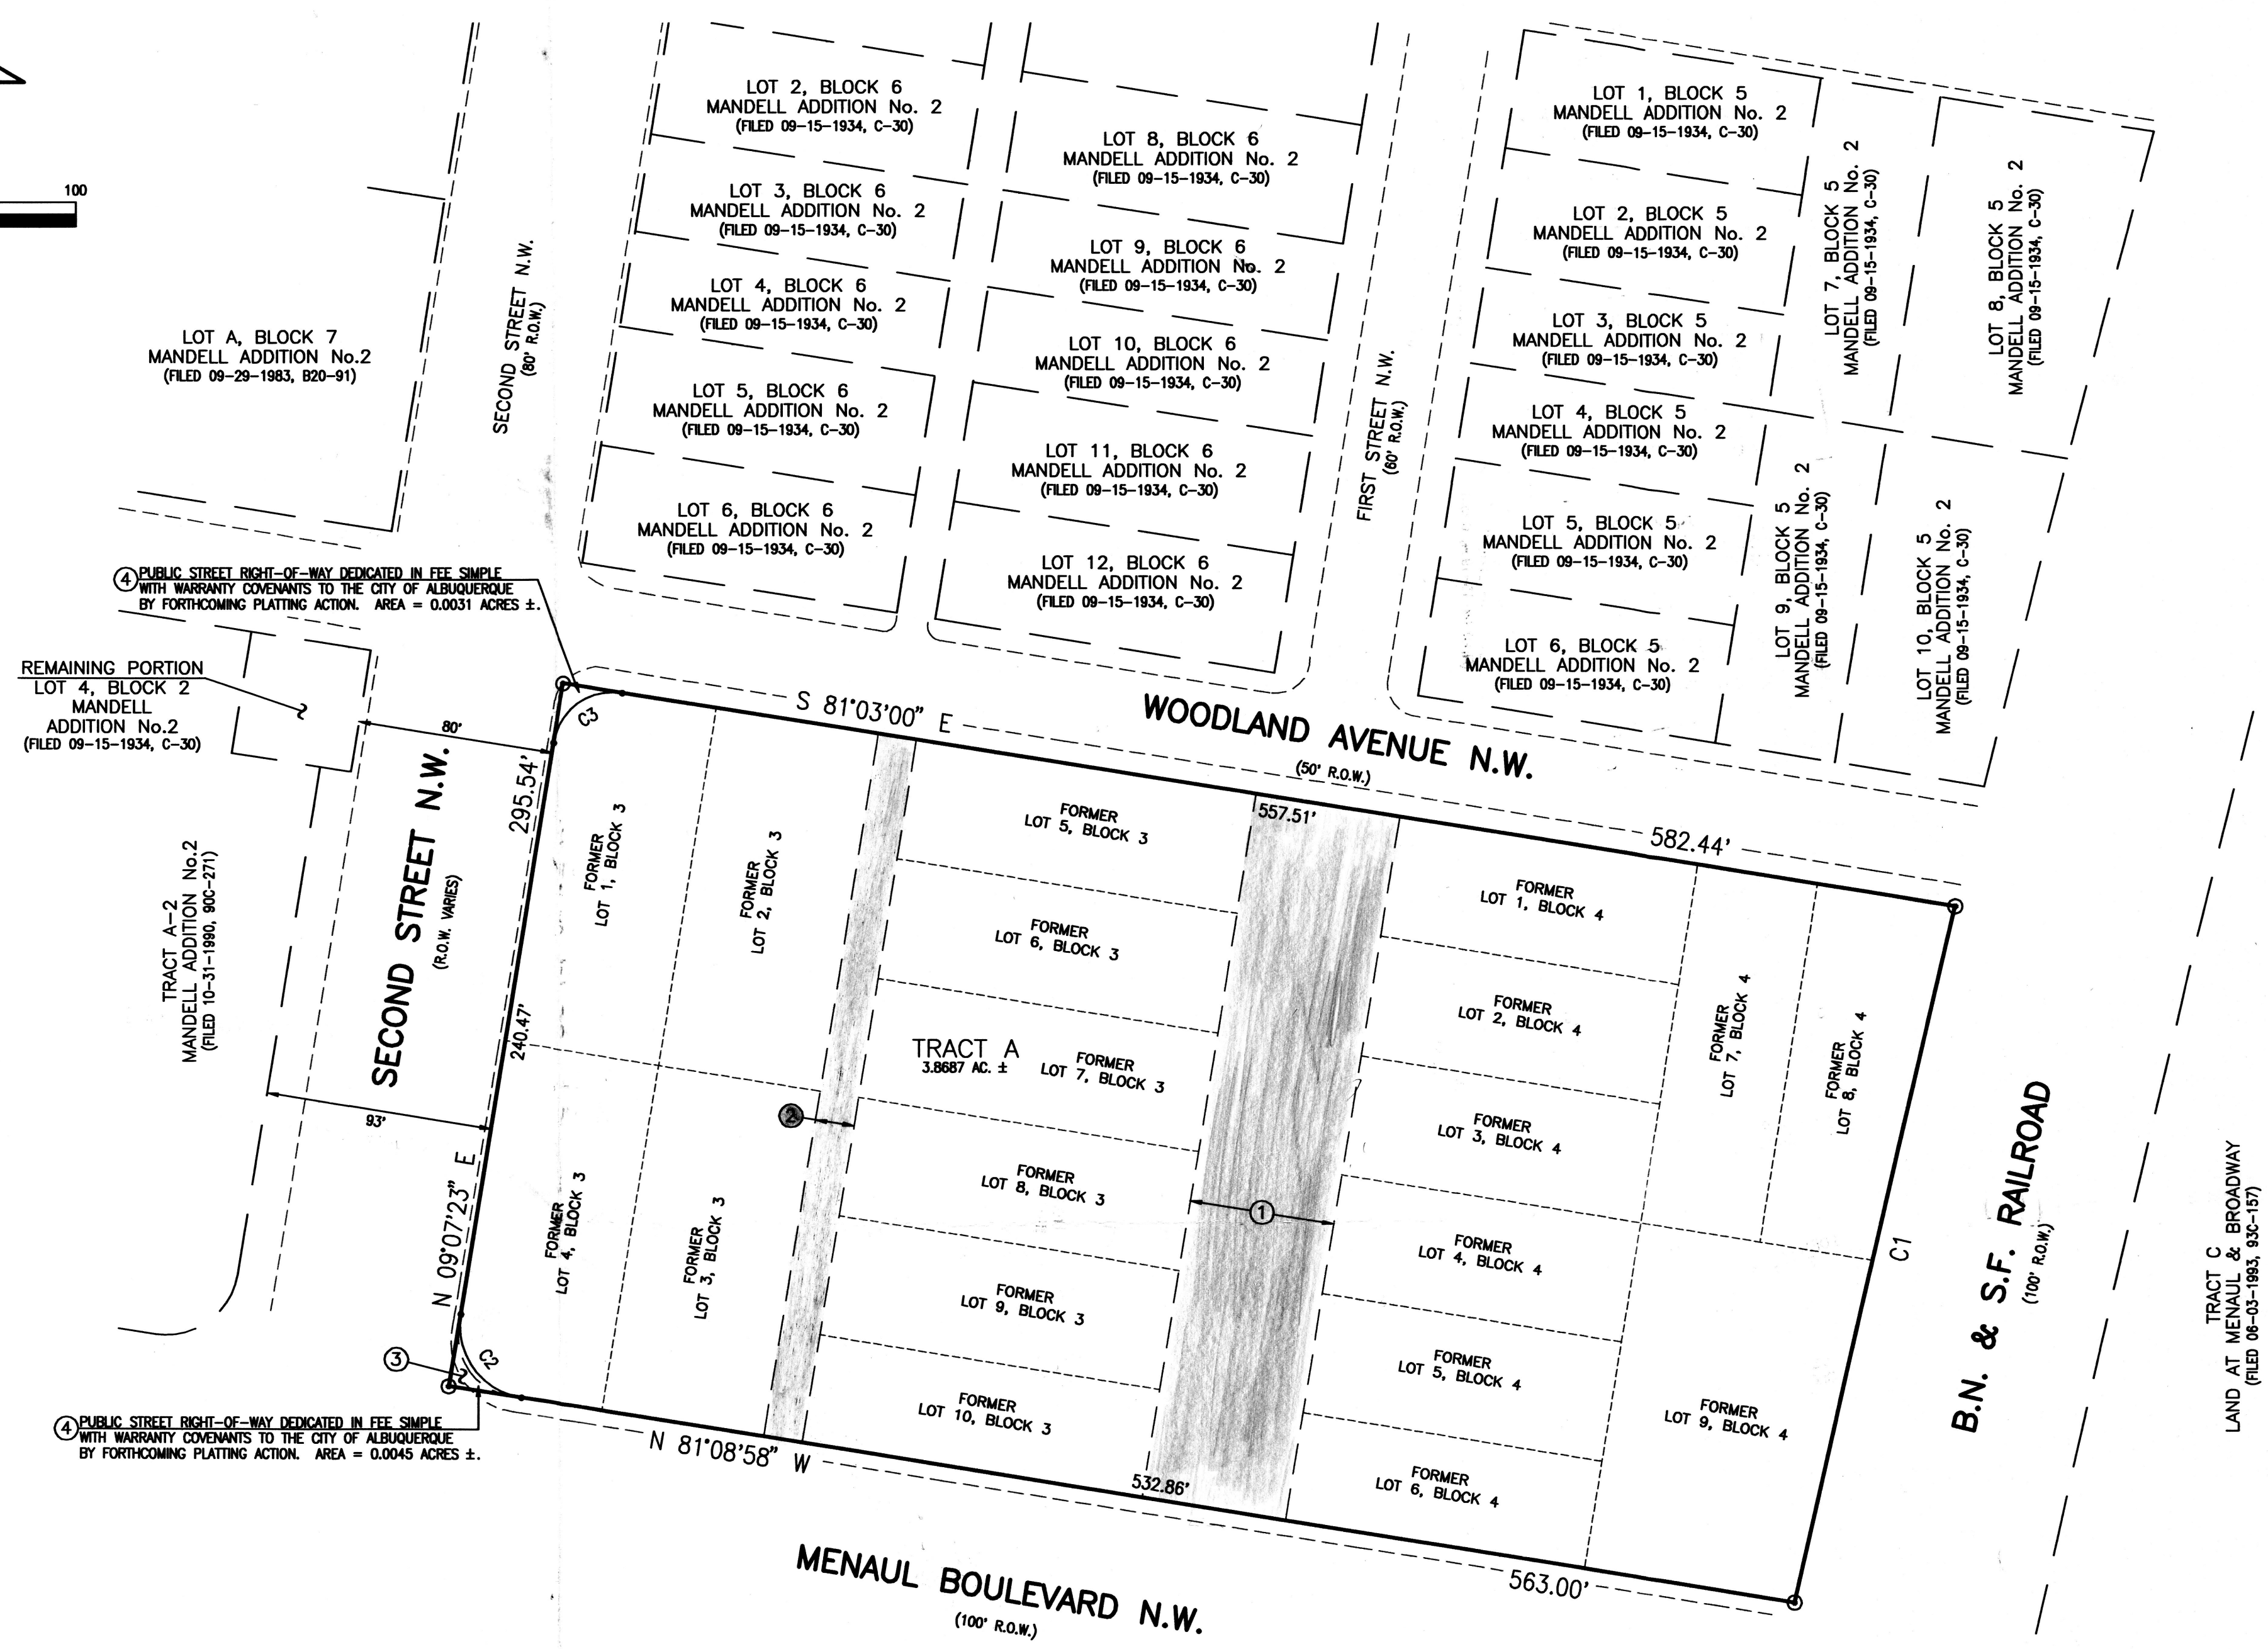 100
LOT A, BLOCK 7
MANDELL ADDITION No.2
(FILED 09-29-1983, B20-91)
SECOND STREET N.W.
(80' R.O.W.)
LOT 2, BLOCK 6
MANDELL ADDITION No. 2
(FILED 09-15-1934, C-30)
LOT 3, BLOCK 6
MANDELL ADDITION No. 2
(FILED 09-15-1934, C-30)
LOT 4, BLOCK 6
MANDELL ADDITION No. 2
(FILED 09-15-1934, C-30)
LOT 5, BLOCK 6
MANDELL ADDITION No. 2
(FILED 09-15-1934, C-30)
LOT 6, BLOCK 6
MANDELL ADDITION No. 2
(FILED 09-15-1934, C-30)
LOT 8, BLOCK 6
MANDELL ADDITION No. 2
(FILED 09-15-1934, C-30)
LOT 9, BLOCK 6
MANDELL ADDITION No. 2
(FILED 09-15-1934, C-30)
LOT 10, BLOCK 6
MANDELL ADDITION No. 2
(FILED 09-15-1934, C-30)
LOT 11, BLOCK 6
MANDELL ADDITION No. 2
(FILED 09-15-1934, C-30)
LOT 12, BLOCK 6
MANDELL ADDITION No. 2
(FILED 09-15-1934, C-30)
FIRST STREET N.W.
(60' R.O.W.)
LOT 1, BLOCK 5
MANDELL ADDITION No. 2
(FILED 09-15-1934, C-30)
LOT 2, BLOCK 5
MANDELL ADDITION No. 2
(FILED 09-15-1934, C-30)
LOT 3, BLOCK 5
MANDELL ADDITION No. 2
(FILED 09-15-1934, C-30)
LOT 4, BLOCK 5
MANDELL ADDITION No. 2
(FILED 09-15-1934, C-30)
LOT 5, BLOCK 5
MANDELL ADDITION No. 2
(FILED 09-15-1934, C-30)
LOT 6, BLOCK 5
MANDELL ADDITION No. 2
(FILED 09-15-1934, C-30)
LOT 7, BLOCK 5
MANDELL ADDITION No. 2
(FILED 09-15-1934, C-30)
LOT 8, BLOCK 5
MANDELL ADDITION No. 2
(FILED 09-15-1934, C-30)
LOT 9, BLOCK 5
MANDELL ADDITION No. 2
(FILED 09-15-1934, C-30)
LOT 10, BLOCK 5
MANDELL ADDITION No. 2
(FILED 09-15-1934, C-30)
4 PUBLIC STREET RIGHT-OF-WAY DEDICATED IN FEE SIMPLE
WITH WARRANTY COVENANTS TO THE CITY OF ALBUQUERQUE
BY FORTHCOMING PLATTING ACTION. AREA = 0.0031 ACRES ±.
REMAINING PORTION
LOT 4, BLOCK 2
MANDELL
ADDITION No.2
(FILED 09-15-1934, C-30)
80'
C3
S 81°03'00" E
WOODLAND AVENUE N.W.
(50' R.O.W.)
557.51'
582.44'
295.54'
SECOND STREET N.W.
(R.O.W. VARIES)
TRACT A-2
MANDELL ADDITION No.2
(FILED 10-31-1990, 90C-271)
240.47'
93'
N 09°07'23" E
FORMER
LOT 1, BLOCK 3
FORMER
LOT 2, BLOCK 3
FORMER
LOT 4, BLOCK 3
FORMER
LOT 3, BLOCK 3
2
FORMER
LOT 5, BLOCK 3
FORMER
LOT 6, BLOCK 3
TRACT A
3.8687 AC. ±
FORMER
LOT 7, BLOCK 3
FORMER
LOT 8, BLOCK 3
FORMER
LOT 9, BLOCK 3
FORMER
LOT 10, BLOCK 3
1
FORMER
LOT 1, BLOCK 4
FORMER
LOT 2, BLOCK 4
FORMER
LOT 3, BLOCK 4
FORMER
LOT 4, BLOCK 4
FORMER
LOT 5, BLOCK 4
FORMER
LOT 6, BLOCK 4
FORMER
LOT 7, BLOCK 4
FORMER
LOT 8, BLOCK 4
FORMER
LOT 9, BLOCK 4
C1
B.N. & S.F. RAILROAD
(100' R.O.W.)
TRACT C
LAND AT MENAUL & BROADWAY
(FILED 06-03-1993, 93C-157)
3
C2
4 PUBLIC STREET RIGHT-OF-WAY DEDICATED IN FEE SIMPLE
WITH WARRANTY COVENANTS TO THE CITY OF ALBUQUERQUE
BY FORTHCOMING PLATTING ACTION. AREA = 0.0045 ACRES ±.
N 81°08'58" W
532.86'
563.00'
MENAUL BOULEVARD N.W.
(100' R.O.W.)